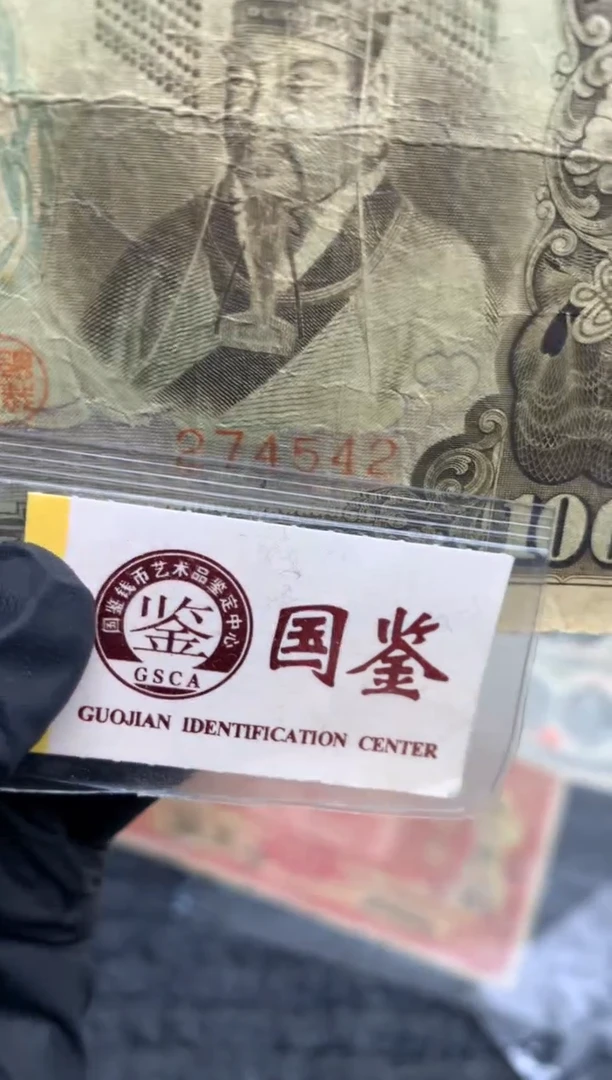 274542
100
国鉴钱币艺术品鉴定中心
鉴
GSCA
国鉴
GUOJIAN IDENTIFICATION CENTER